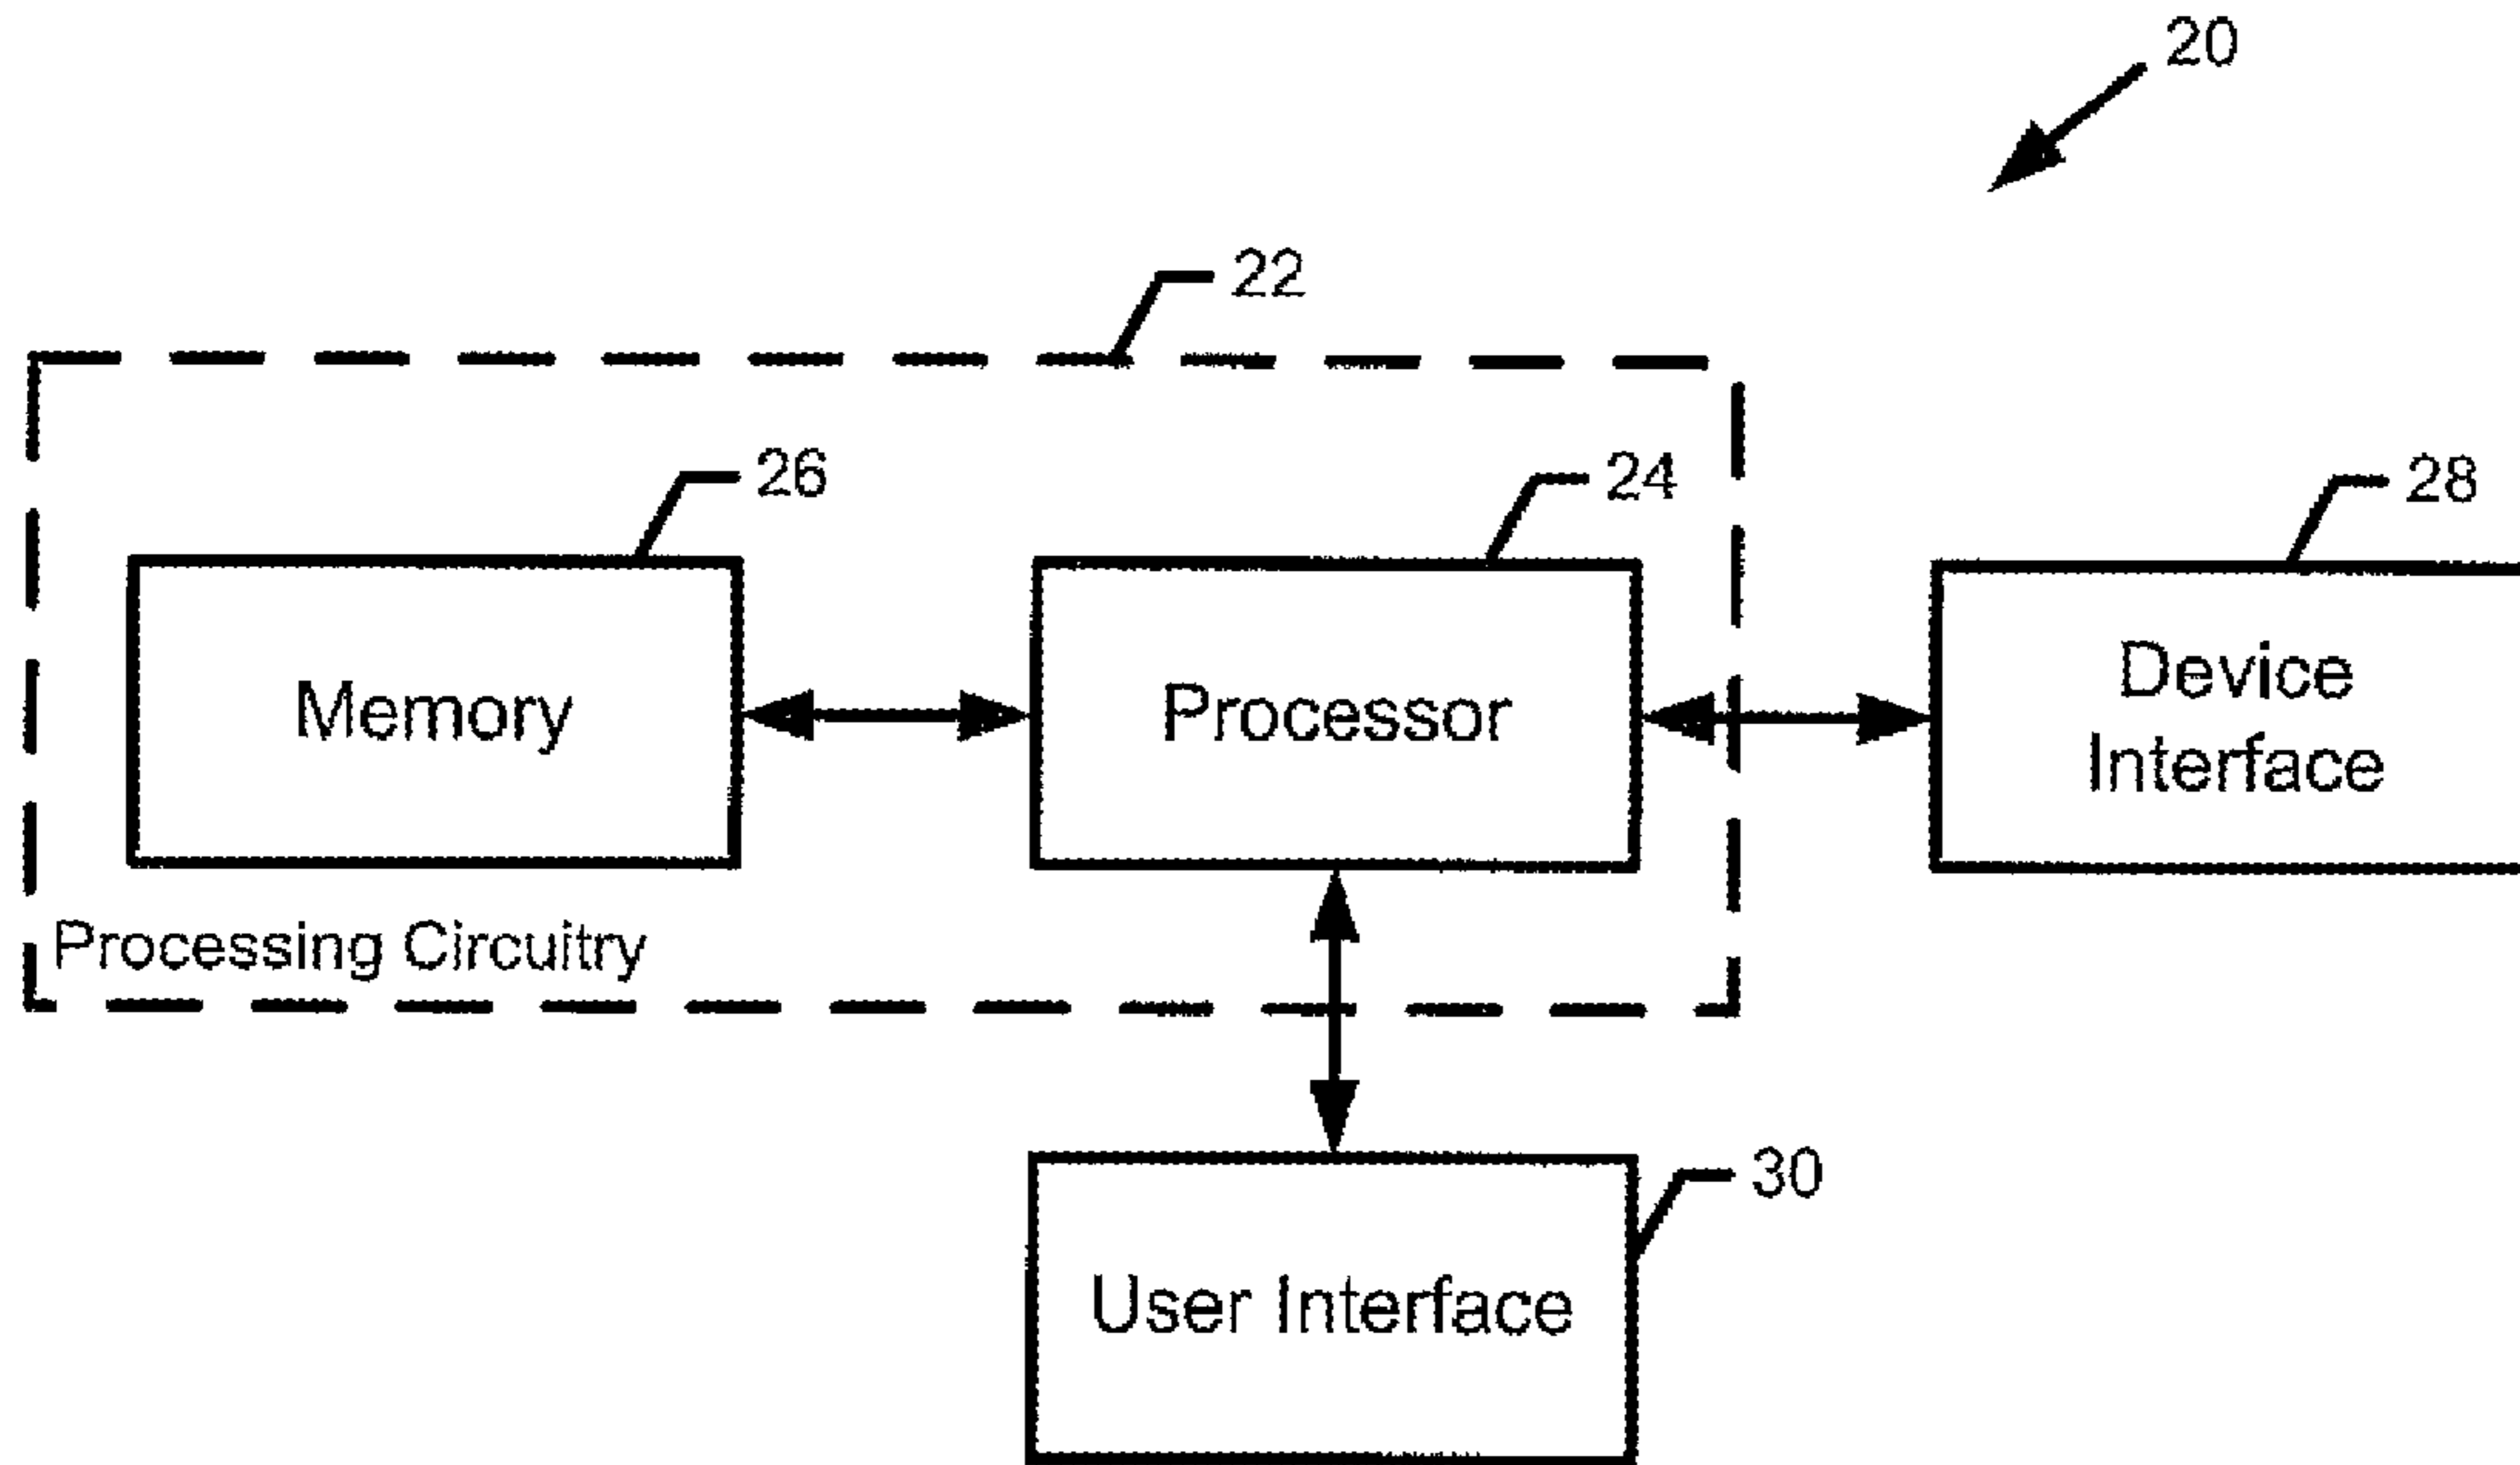 20
22
26
24
28
Memory
Processor
Device
Interface
Processing Circuitry
30
User Interface